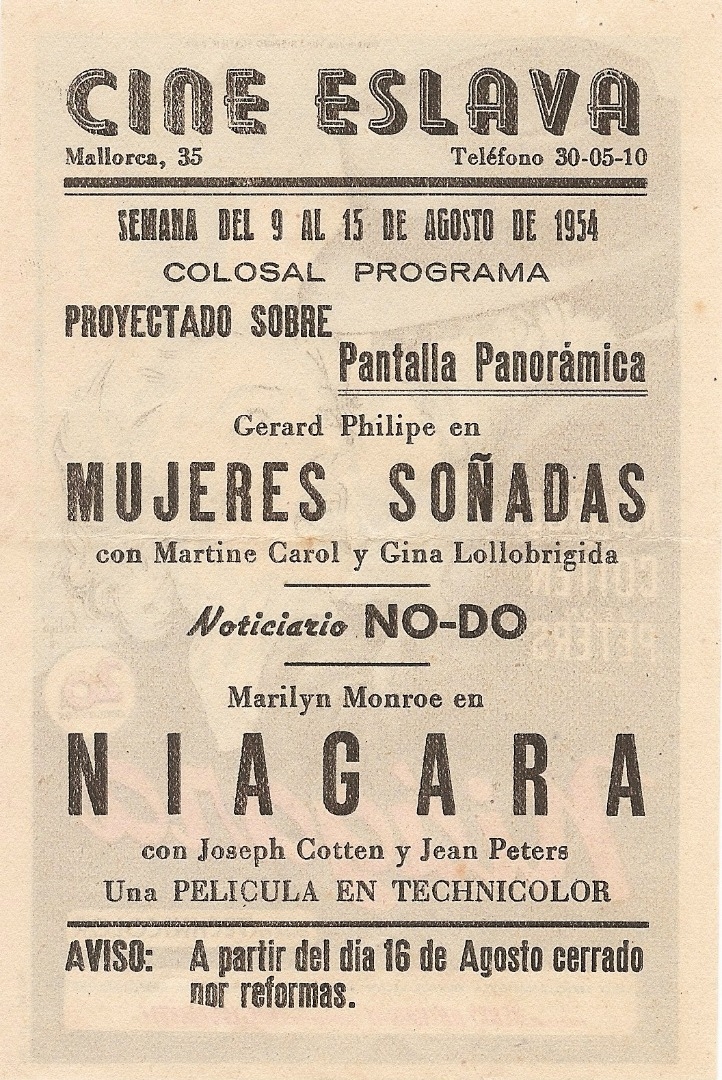 CINE ESLAVA
Mallorca, 35 Teléfono 30-05-10
SEMANA DEL 9 AL 15 DE AGOSTO DE 1954
COLOSAL PROGRAMA
PROYECTADO SOBRE
Pantalla Panorámica
Gerard Philipe en
MUJERES SOÑADAS
con Martine Carol y Gina Lollobrigida
Noticiario NO-DO
Marilyn Monroe en
NIAGARA
con Joseph Cotten y Jean Peters
Una PELICULA EN TECHNICOLOR
AVISO: A partir del dia 16 de Agosto cerrado
por reformas.